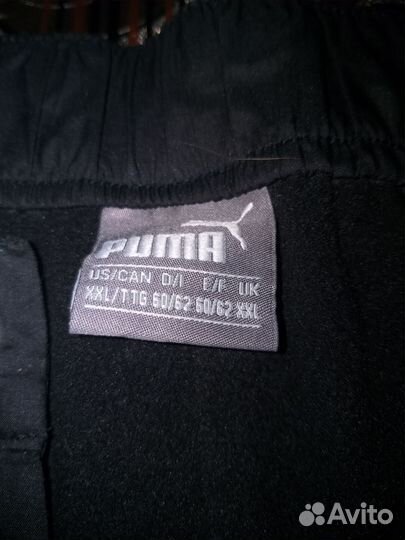 PUMA
US/CAN D/I E/F UK
XXL/TTG 60/62 60/62 XXL
Avito